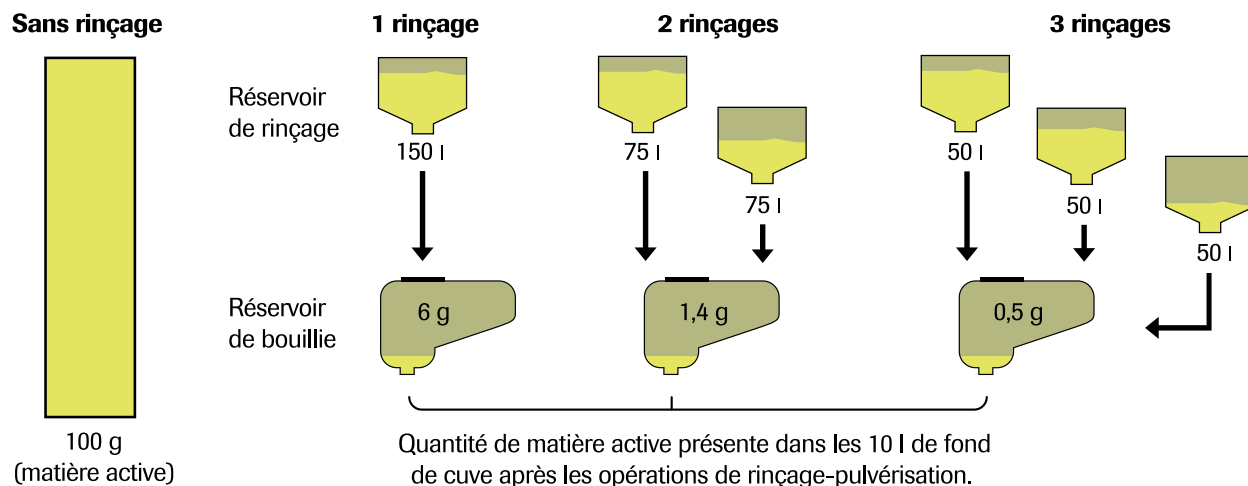 Sans rinçage
1 rinçage
2 rinçages
3 rinçages
Réservoir
de rinçage
150 l
75 l
75 l
50 l
50 l
50 l
Réservoir
de bouillie
6 g
1,4 g
0,5 g
100 g
(matière active)
Quantité de matière active présente dans les 10 l de fond
de cuve après les opérations de rinçage-pulvérisation.